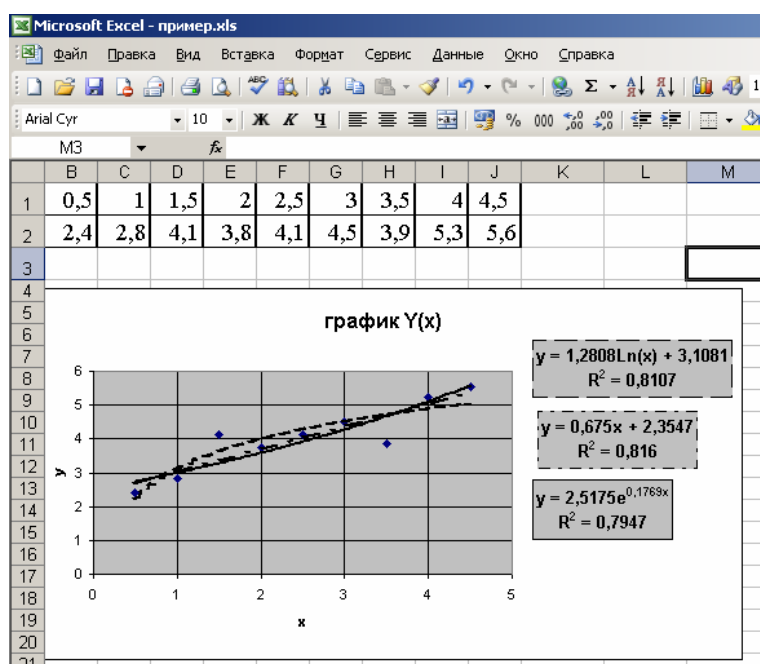 Microsoft Excel - пример.xls
Файл Правка Вид Вставка Формат Сервис Данные Окно Справка
Arial Cyr 10 Ж К Ч % 000
M3 fx
B C D E F G H I J K L M
1 0,5 1 1,5 2 2,5 3 3,5 4 4,5
2 2,4 2,8 4,1 3,8 4,1 4,5 3,9 5,3 5,6
3
4
5
6
7
8
9
10
11
12
13
14
15
16
17
18
19
20
21
график Y(x)
y = 1,2808Ln(x) + 3,1081
R² = 0,8107
y = 0,675x + 2,3547
R² = 0,816
y = 2,5175e^0,1769x
R² = 0,7947
6
5
4
3
2
1
0
y
0 1 2 3 4 5
x